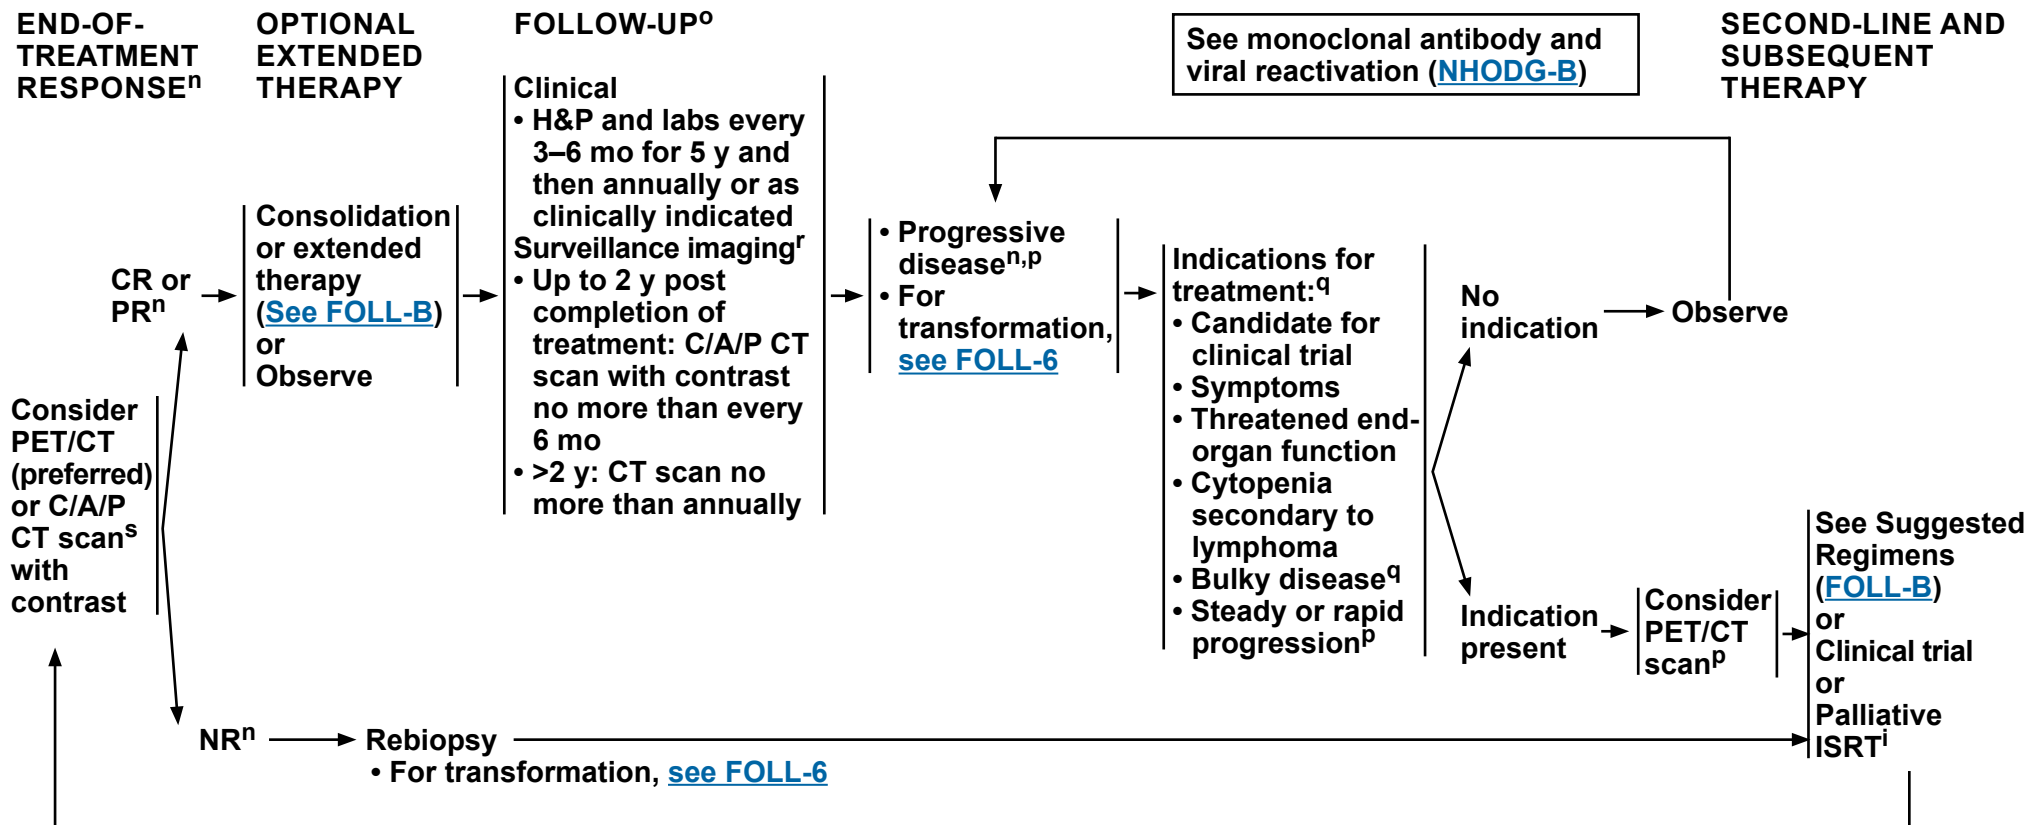 END-OF-
TREATMENT
RESPONSEn
OPTIONAL
EXTENDED
THERAPY
FOLLOW-UPo
See monoclonal antibody and
viral reactivation (NHODG-B)
SECOND-LINE AND
SUBSEQUENT
THERAPY
Consider
PET/CT
(preferred)
or C/A/P
CT scans
with
contrast
CR or
PRn
Consolidation
or extended
therapy
(See FOLL-B)
or
Observe
Clinical
• H&P and labs every
3–6 mo for 5 y and
then annually or as
clinically indicated
Surveillance imagingr
• Up to 2 y post
completion of
treatment: C/A/P CT
scan with contrast
no more than every
6 mo
• >2 y: CT scan no
more than annually
• Progressive
diseasen,p
• For
transformation,
see FOLL-6
Indications for
treatment:q
• Candidate for
clinical trial
• Symptoms
• Threatened end-
organ function
• Cytopenia
secondary to
lymphoma
• Bulky diseaseq
• Steady or rapid
progressionp
No
indication
Observe
Indication
present
Consider
PET/CT
scanp
See Suggested
Regimens
(FOLL-B)
or
Clinical trial
or
Palliative
ISRTi
NRn
Rebiopsy
• For transformation, see FOLL-6